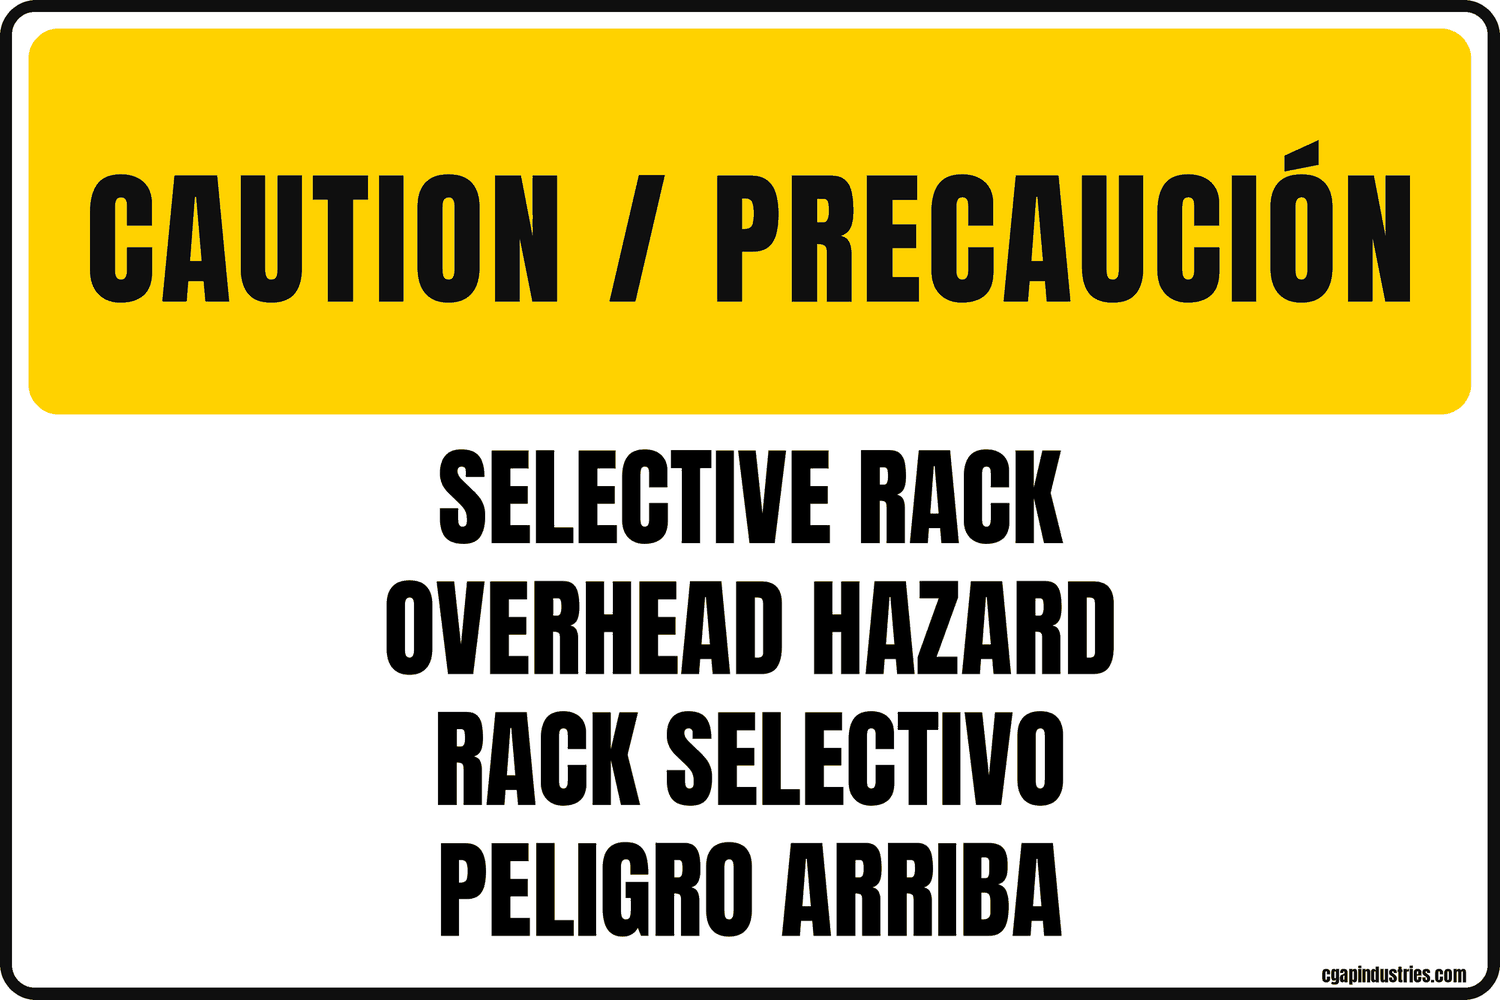 CAUTION / PRECAUCIÓN
SELECTIVE RACK
OVERHEAD HAZARD
RACK SELECTIVO
PELIGRO ARRIBA
cgapindustries.com